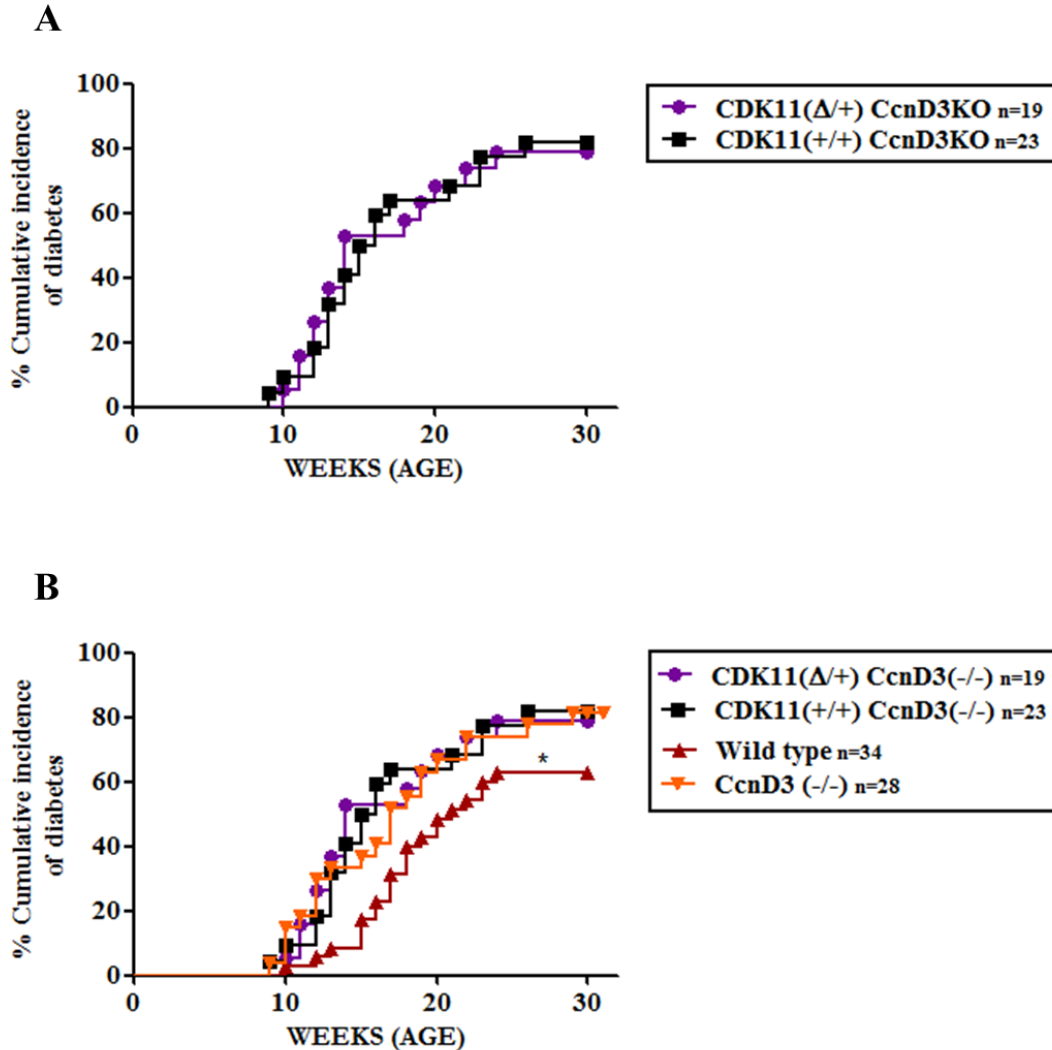 A
% Cumulative incidence
of diabetes
100
80
60
40
20
0
0 10 20 30
WEEKS (AGE)
CDK11(Δ/+) CcnD3KO n=19
CDK11(+/+) CcnD3KO n=23
B
% Cumulative incidence
of diabetes
100
80
60
40
20
0
0 10 20 30
WEEKS (AGE)
*
CDK11(Δ/+) CcnD3(-/-) n=19
CDK11(+/+) CcnD3(-/-) n=23
Wild type n=34
CcnD3 (-/-) n=28